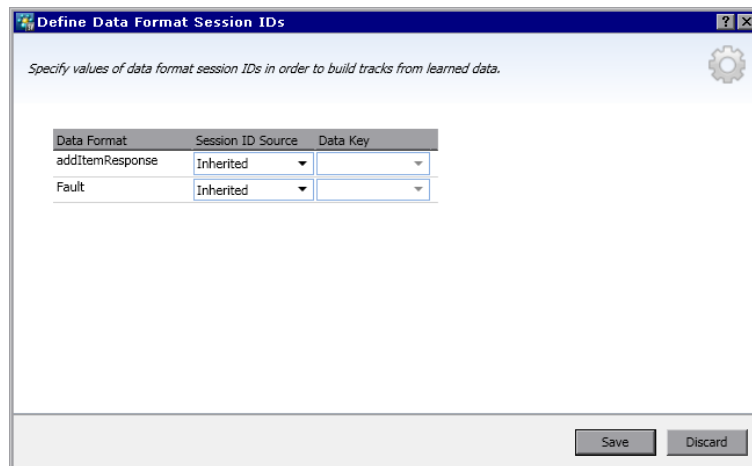 Define Data Format Session IDs
Specify values of data format session IDs in order to build tracks from learned data.
Data Format Session ID Source Data Key
addItemResponse Inherited
Fault Inherited
Save Discard